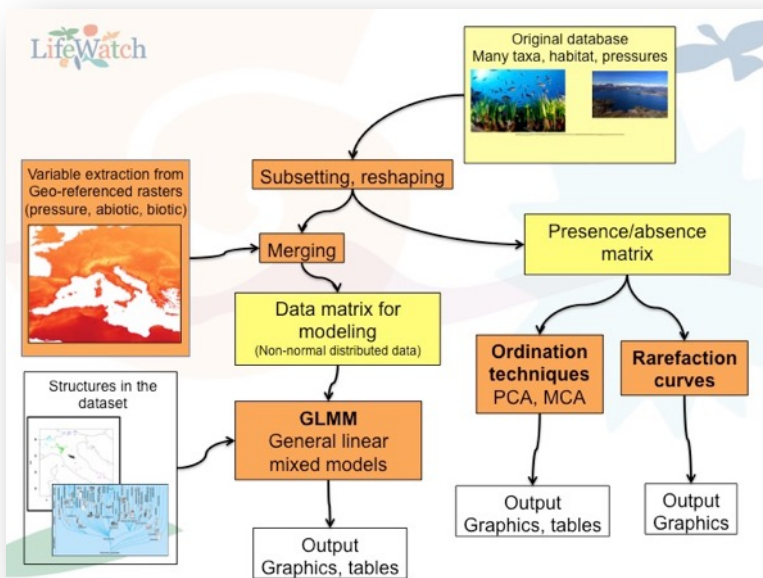 LifeWatch
Original database
Many taxa, habitat, pressures
Variable extraction from
Geo-referenced rasters
(pressure, abiotic, biotic)
Subsetting, reshaping
Merging
Presence/absence
matrix
Data matrix for
modeling
(Non-normal distributed data)
Structures in the
dataset
Ordination
techniques
PCA, MCA
Rarefaction
curves
GLMM
General linear
mixed models
Output
Graphics, tables
Output
Graphics
Output
Graphics, tables